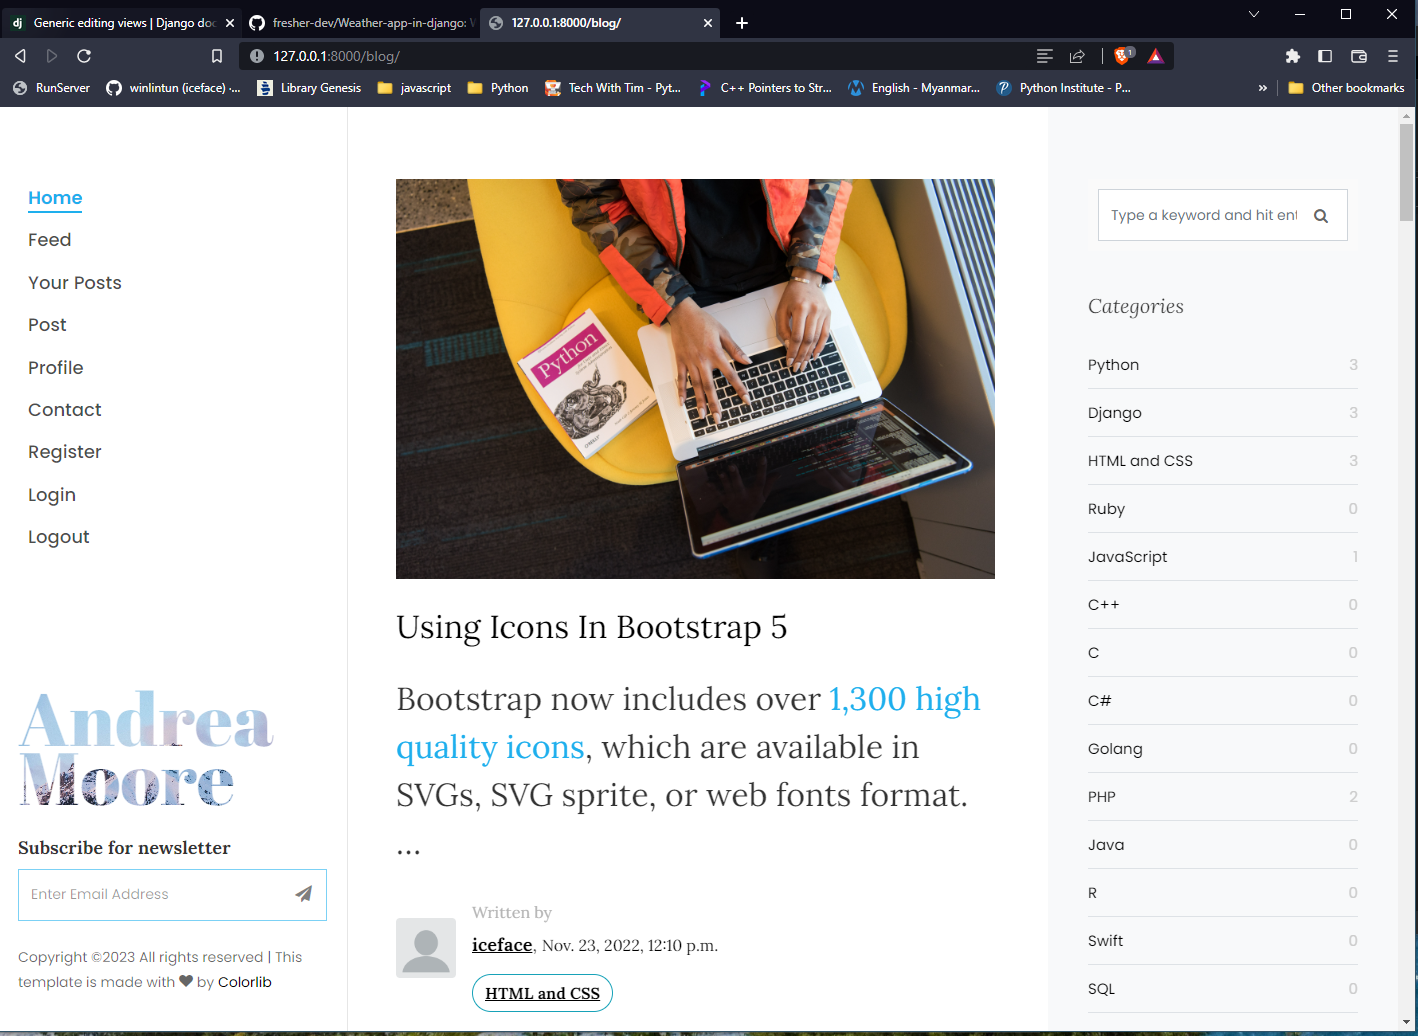 Generic editing views | Django doc
fresher-dev/Weather-app-in-django: W
127.0.0.1:8000/blog/
127.0.0.1:8000/blog/
1
RunServer
winlintun (iceface) ·...
Library Genesis
javascript
Python
Tech With Tim - Pyt...
C++ Pointers to Str...
English - Myanmar...
Python Institute - P...
»
Other bookmarks
Home
Feed
Your Posts
Post
Profile
Contact
Register
Login
Logout
Andrea
Moore
Subscribe for newsletter
Enter Email Address
Copyright ©2023 All rights reserved | This
template is made with ♥ by Colorlib
Python
Using Icons In Bootstrap 5
Bootstrap now includes over 1,300 high
quality icons, which are available in
SVGs, SVG sprite, or web fonts format.
...
Written by
iceface, Nov. 23, 2022, 12:10 p.m.
HTML and CSS
Type a keyword and hit ent
Categories
Python 3
Django 3
HTML and CSS 3
Ruby 0
JavaScript 1
C++ 0
C 0
C# 0
Golang 0
PHP 2
Java 0
R 0
Swift 0
SQL 0